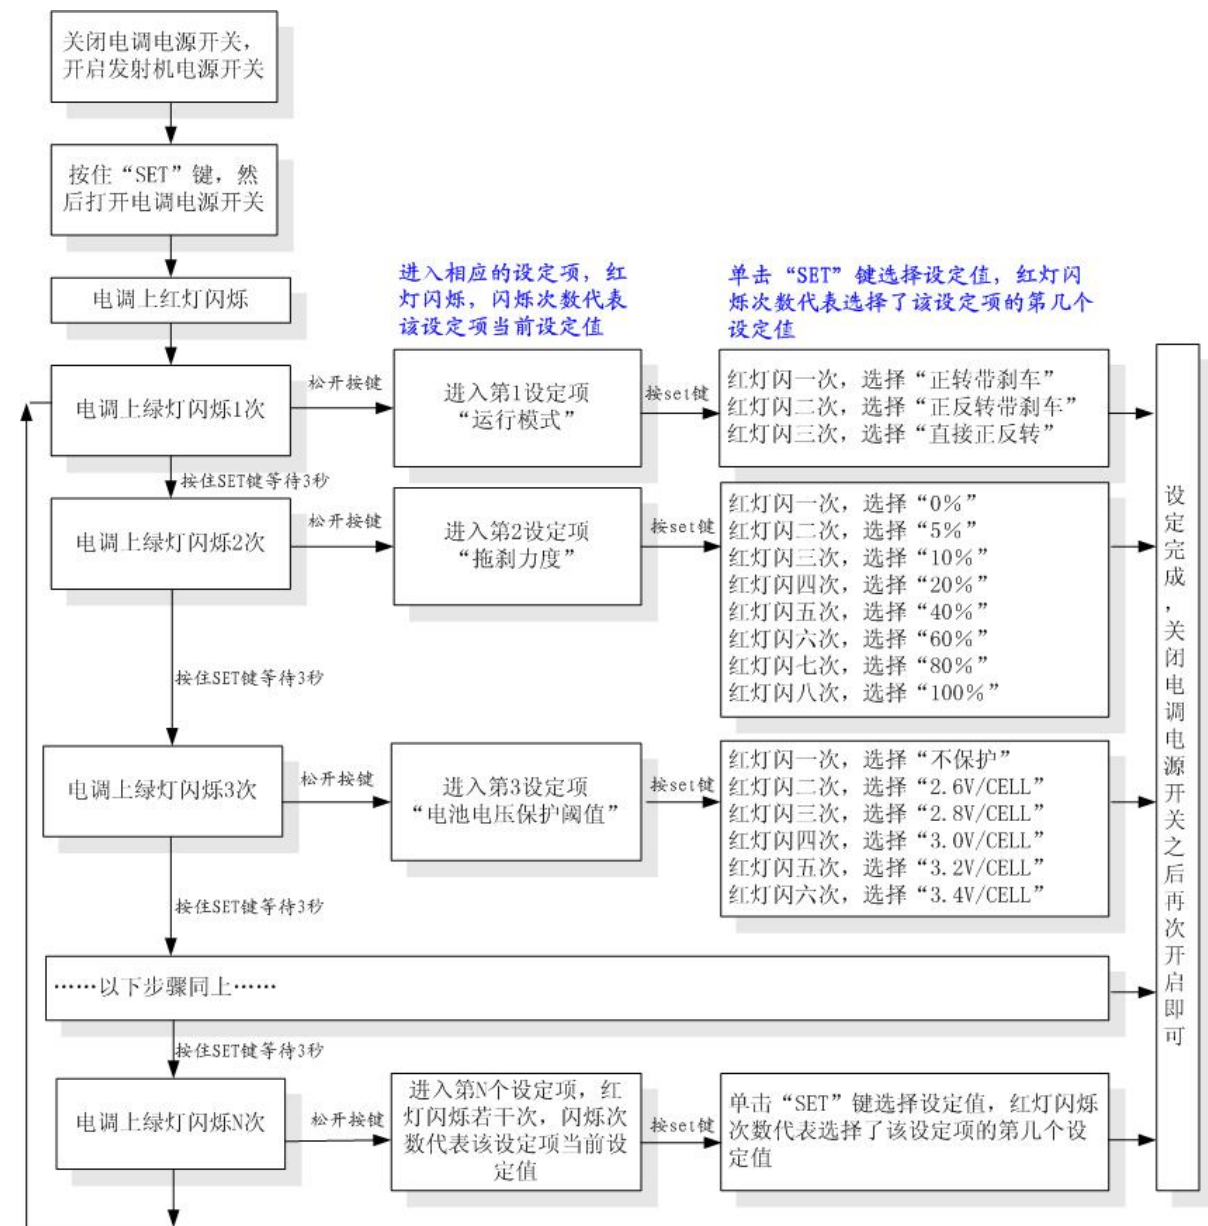 关闭电调电源开关，
开启发射机电源开关
按住“SET”键，然
后打开电调电源开关
电调上红灯闪烁
进入相应的设定项，红
灯闪烁，闪烁次数代表
该设定项当前设定值
单击“SET”键选择设定值，红灯闪
烁次数代表选择了该设定项的第几个
设定值
电调上绿灯闪烁1次
松开按键
进入第1设定项
“运行模式”
按set键
红灯闪一次，选择“正转带刹车”
红灯闪二次，选择“正反转带刹车”
红灯闪三次，选择“直接正反转”
按住SET键等待3秒
电调上绿灯闪烁2次
松开按键
进入第2设定项
“拖刹力度”
按set键
红灯闪一次，选择“0%”
红灯闪二次，选择“5%”
红灯闪三次，选择“10%”
红灯闪四次，选择“20%”
红灯闪五次，选择“40%”
红灯闪六次，选择“60%”
红灯闪七次，选择“80%”
红灯闪八次，选择“100%”
按住SET键等待3秒
电调上绿灯闪烁3次
松开按键
进入第3设定项
“电池电压保护阈值”
按set键
红灯闪一次，选择“不保护”
红灯闪二次，选择“2.6V/CELL”
红灯闪三次，选择“2.8V/CELL”
红灯闪四次，选择“3.0V/CELL”
红灯闪五次，选择“3.2V/CELL”
红灯闪六次，选择“3.4V/CELL”
按住SET键等待3秒
……以下步骤同上……
按住SET键等待3秒
电调上绿灯闪烁N次
松开按键
进入第N个设定项，红
灯闪烁若干次，闪烁次
数代表该设定项当前设
定值
按set键
单击“SET”键选择设定值，红灯闪烁
次数代表选择了该设定项的第几个设
定值
设定完成，关闭电调电源开关之后再次开启即可